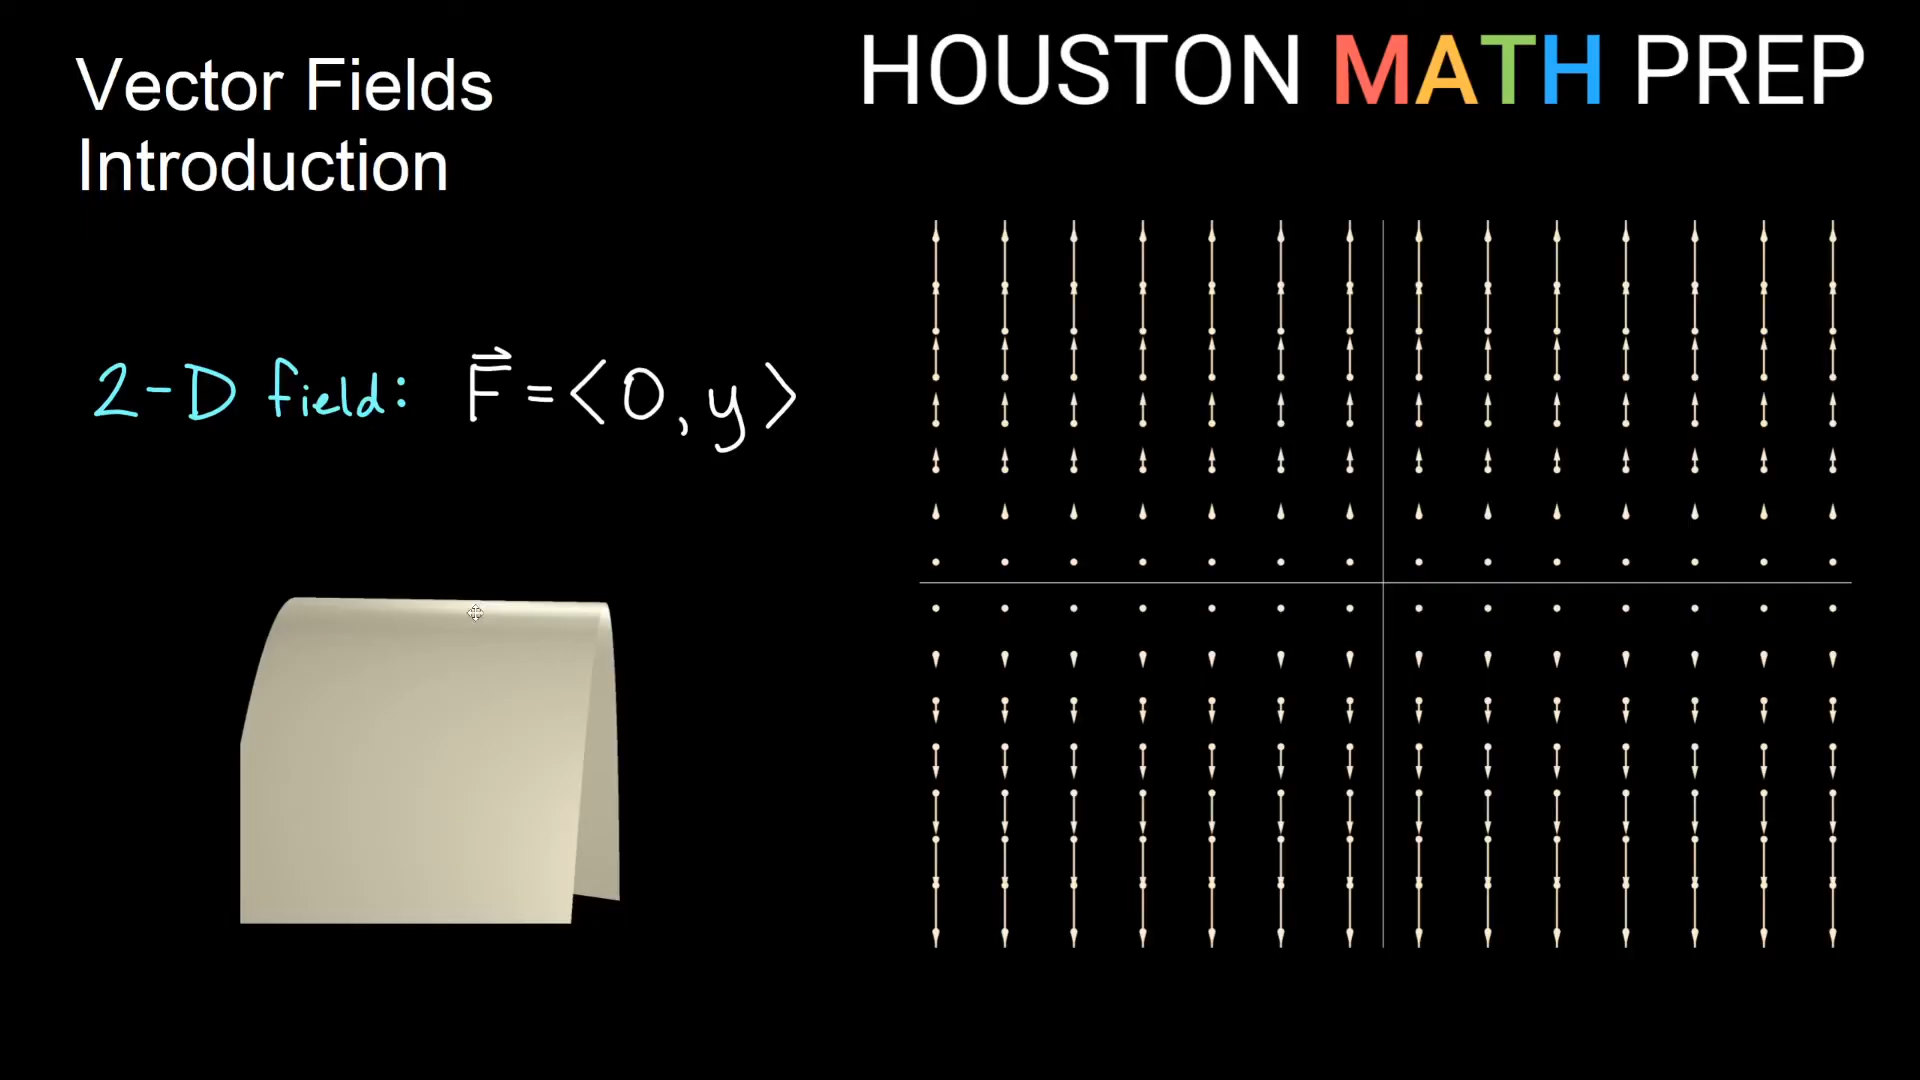 Vector Fields
Introduction
HOUSTON MATH PREP
2-D field: F⃗ = <0, y>